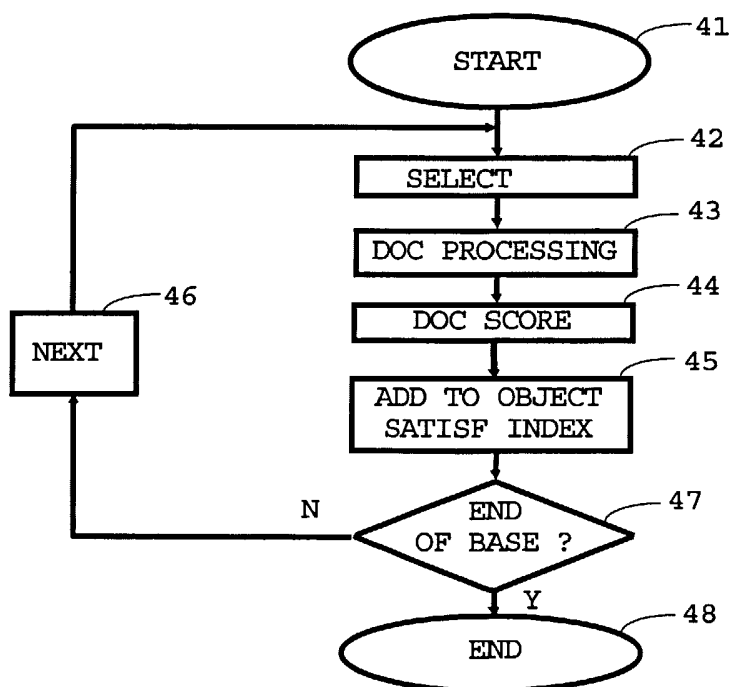 41
START
42
SELECT
43
DOC PROCESSING
44
DOC SCORE
46
NEXT
45
ADD TO OBJECT
SATISF INDEX
N
47
END
OF BASE ?
Y
48
END